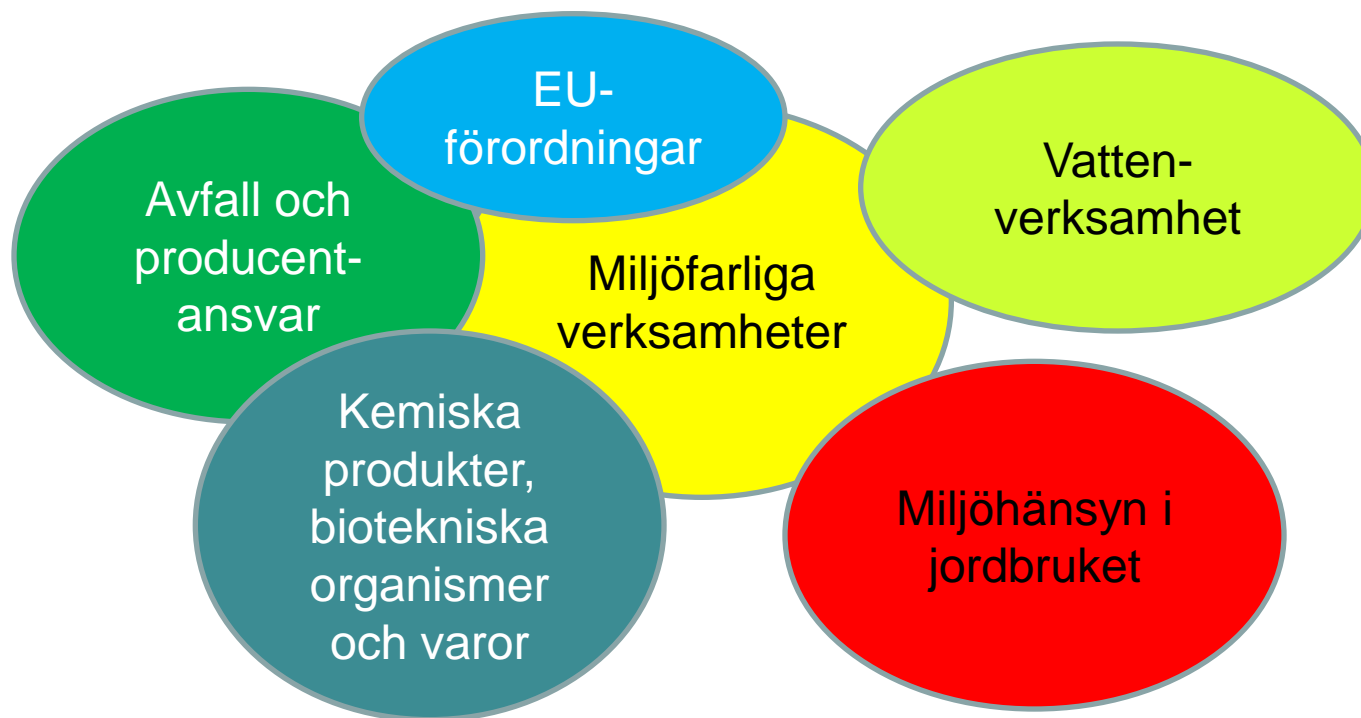 EU-
förordningar
Avfall och
producent-
ansvar
Vatten-
verksamhet
Miljöfarliga
verksamheter
Kemiska
produkter,
biotekniska
organismer
och varor
Miljöhänsyn i
jordbruket